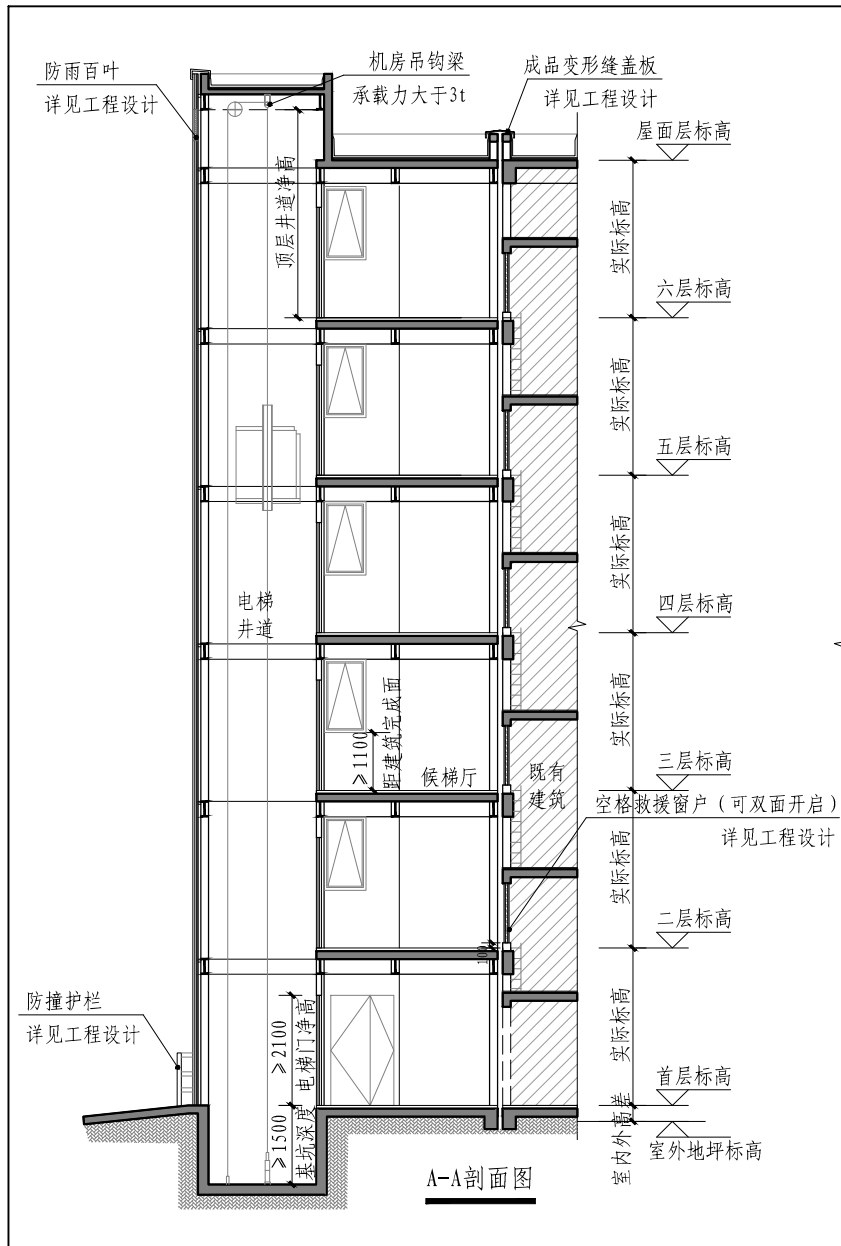 防雨百叶
详见工程设计
机房吊钩梁
承载力大于3t
成品变形缝盖板
详见工程设计
屋面层标高
顶层井道净高
实际标高
六层标高
实际标高
五层标高
实际标高
电梯
井道
四层标高
实际标高
≥1100
距建筑完成面
候梯厅
既有
建筑
三层标高
空格救援窗户（可双面开启）
详见工程设计
实际标高
100
二层标高
防撞护栏
详见工程设计
≥2100
电梯门净高
实际标高
首层标高
≥1500
基坑深度
室内外高差
室外地坪标高
A-A剖面图